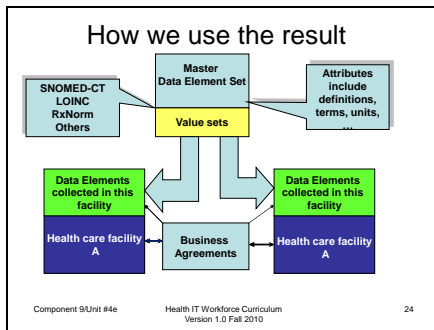 How we use the result
Master
Data Element Set
Value sets
SNOMED-CT
LOINC
RxNorm
Others
Attributes
include
definitions,
terms, units,
...
Data Elements
collected in this
facility
Health care facility
A
Business
Agreements
Data Elements
collected in this
facility
Health care facility
A
Component 9/Unit #4e
Health IT Workforce Curriculum
Version 1.0 Fall 2010
24